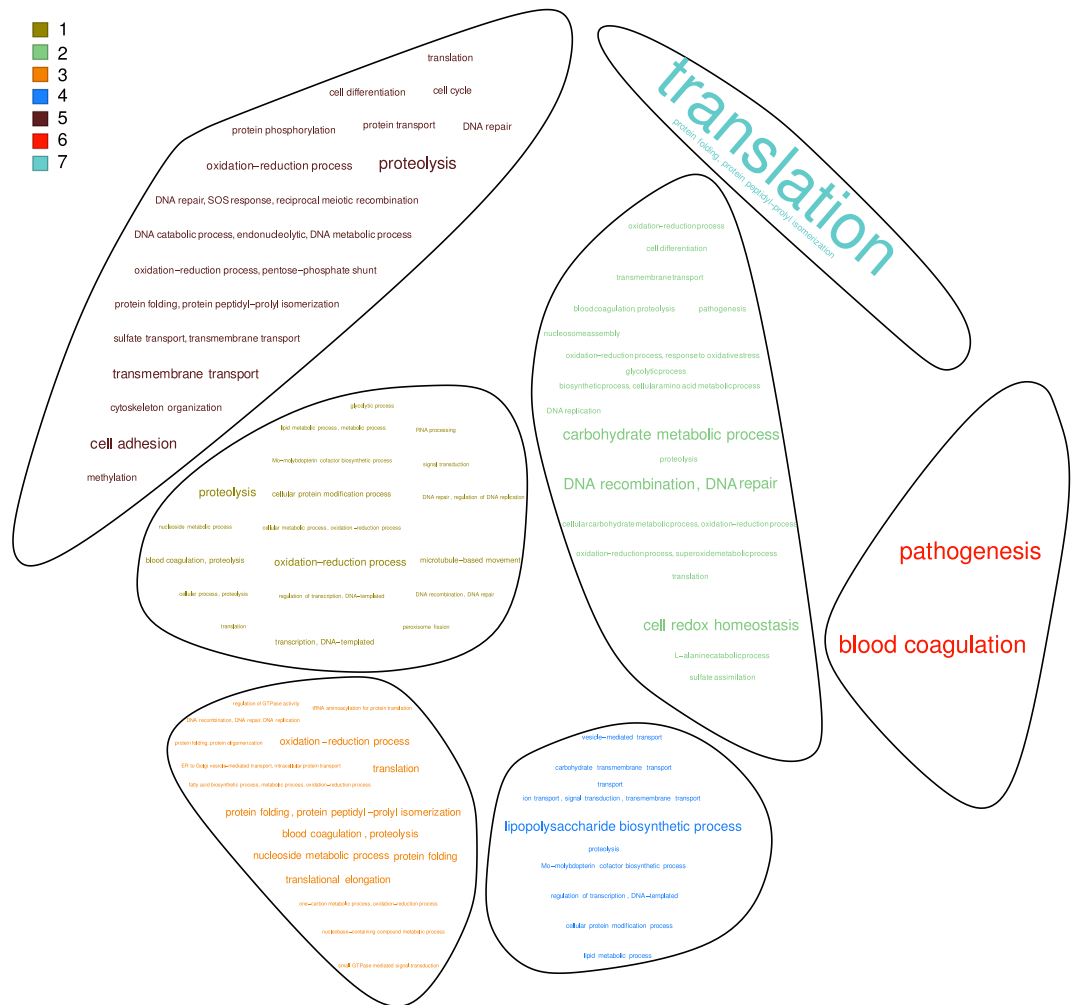 1
2
3
4
5
6
7
translation
cell differentiation
cell cycle
protein phosphorylation
protein transport
DNA repair
oxidation−reduction process
proteolysis
DNA repair, SOS response, reciprocal meiotic recombination
DNA catabolic process, endonucleolytic, DNA metabolic process
oxidation−reduction process, pentose−phosphate shunt
protein folding, protein peptidyl−prolyl isomerization
sulfate transport, transmembrane transport
transmembrane transport
cytoskeleton organization
cell adhesion
methylation
translation
protein folding, protein peptidyl−prolyl isomerization
oxidation−reduction process
cell differentiation
transmembrane transport
blood coagulation, proteolysis
pathogenesis
nucleosome assembly
oxidation−reduction process, response to oxidative stress
glycolytic process
biosynthetic process, cellular amino acid metabolic process
DNA replication
carbohydrate metabolic process
proteolysis
DNA recombination, DNA repair
cellular carbohydrate metabolic process, oxidation−reduction process
oxidation−reduction process, superoxide metabolic process
translation
cell redox homeostasis
L−alanine catabolic process
sulfate assimilation
glycolytic process
lipid metabolic process, metabolic process
RNA processing
Mo−molybdopterin cofactor biosynthetic process
signal transduction
proteolysis
cellular protein modification process
DNA repair, regulation of DNA replication
nucleoside metabolic process
cellular metabolic process, oxidation−reduction process
blood coagulation, proteolysis
oxidation−reduction process
microtubule−based movement
cellular process, proteolysis
regulation of transcription, DNA−templated
DNA recombination, DNA repair
translation
peroxisome fission
transcription, DNA−templated
pathogenesis
blood coagulation
regulation of GTPase activity
tRNA aminoacylation for protein translation
DNA recombination, DNA repair, DNA replication
protein folding, protein oligomerization
oxidation−reduction process
ER to Golgi vesicle−mediated transport, intracellular protein transport
translation
fatty acid biosynthetic process, metabolic process, oxidation−reduction process
protein folding, protein peptidyl−prolyl isomerization
blood coagulation, proteolysis
nucleoside metabolic process
protein folding
translational elongation
one−carbon metabolic process, oxidation−reduction process
nucleobase−containing compound metabolic process
small GTPase mediated signal transduction
vesicle−mediated transport
carbohydrate transmembrane transport
transport
ion transport, signal transduction, transmembrane transport
lipopolysaccharide biosynthetic process
proteolysis
Mo−molybdopterin cofactor biosynthetic process
regulation of transcription, DNA−templated
cellular protein modification process
lipid metabolic process